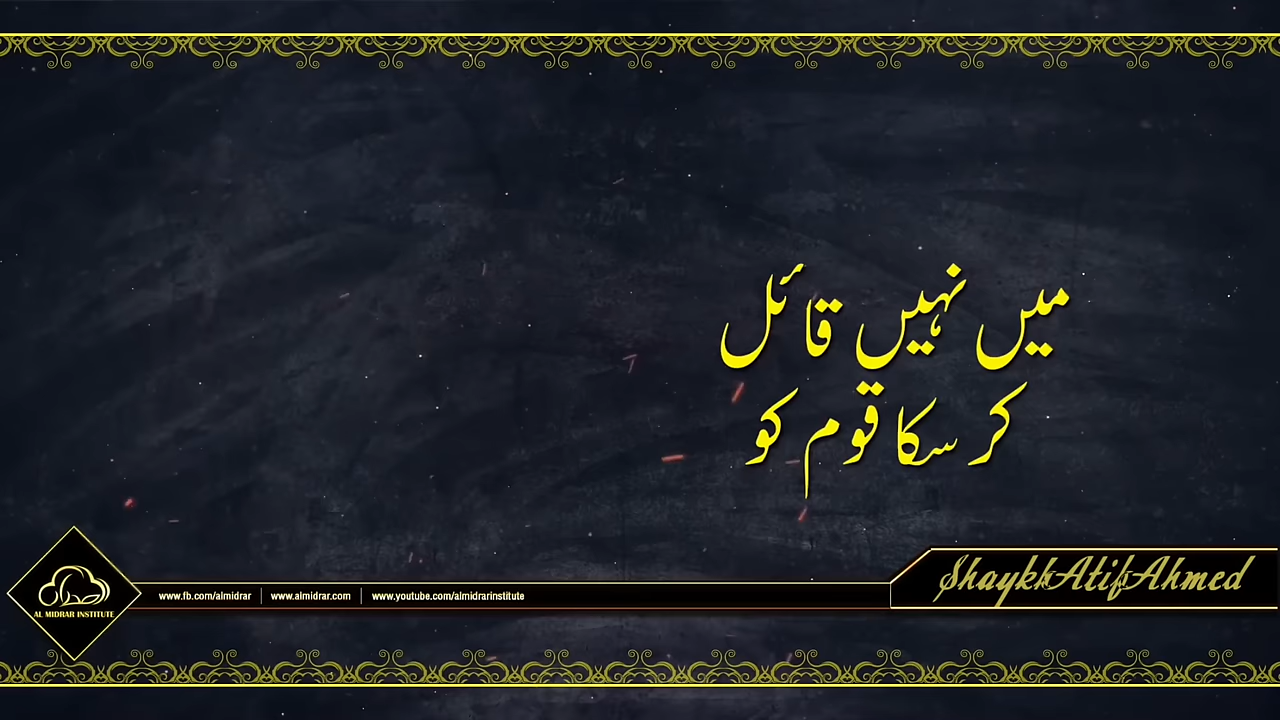 میں نہیں قائل
کر سکا قوم کو
ShaykhAtifAhmed
AL MIDRAR INSTITUTE
www.fb.com/almidrar
www.almidrar.com
www.youtube.com/almidrarinstitute